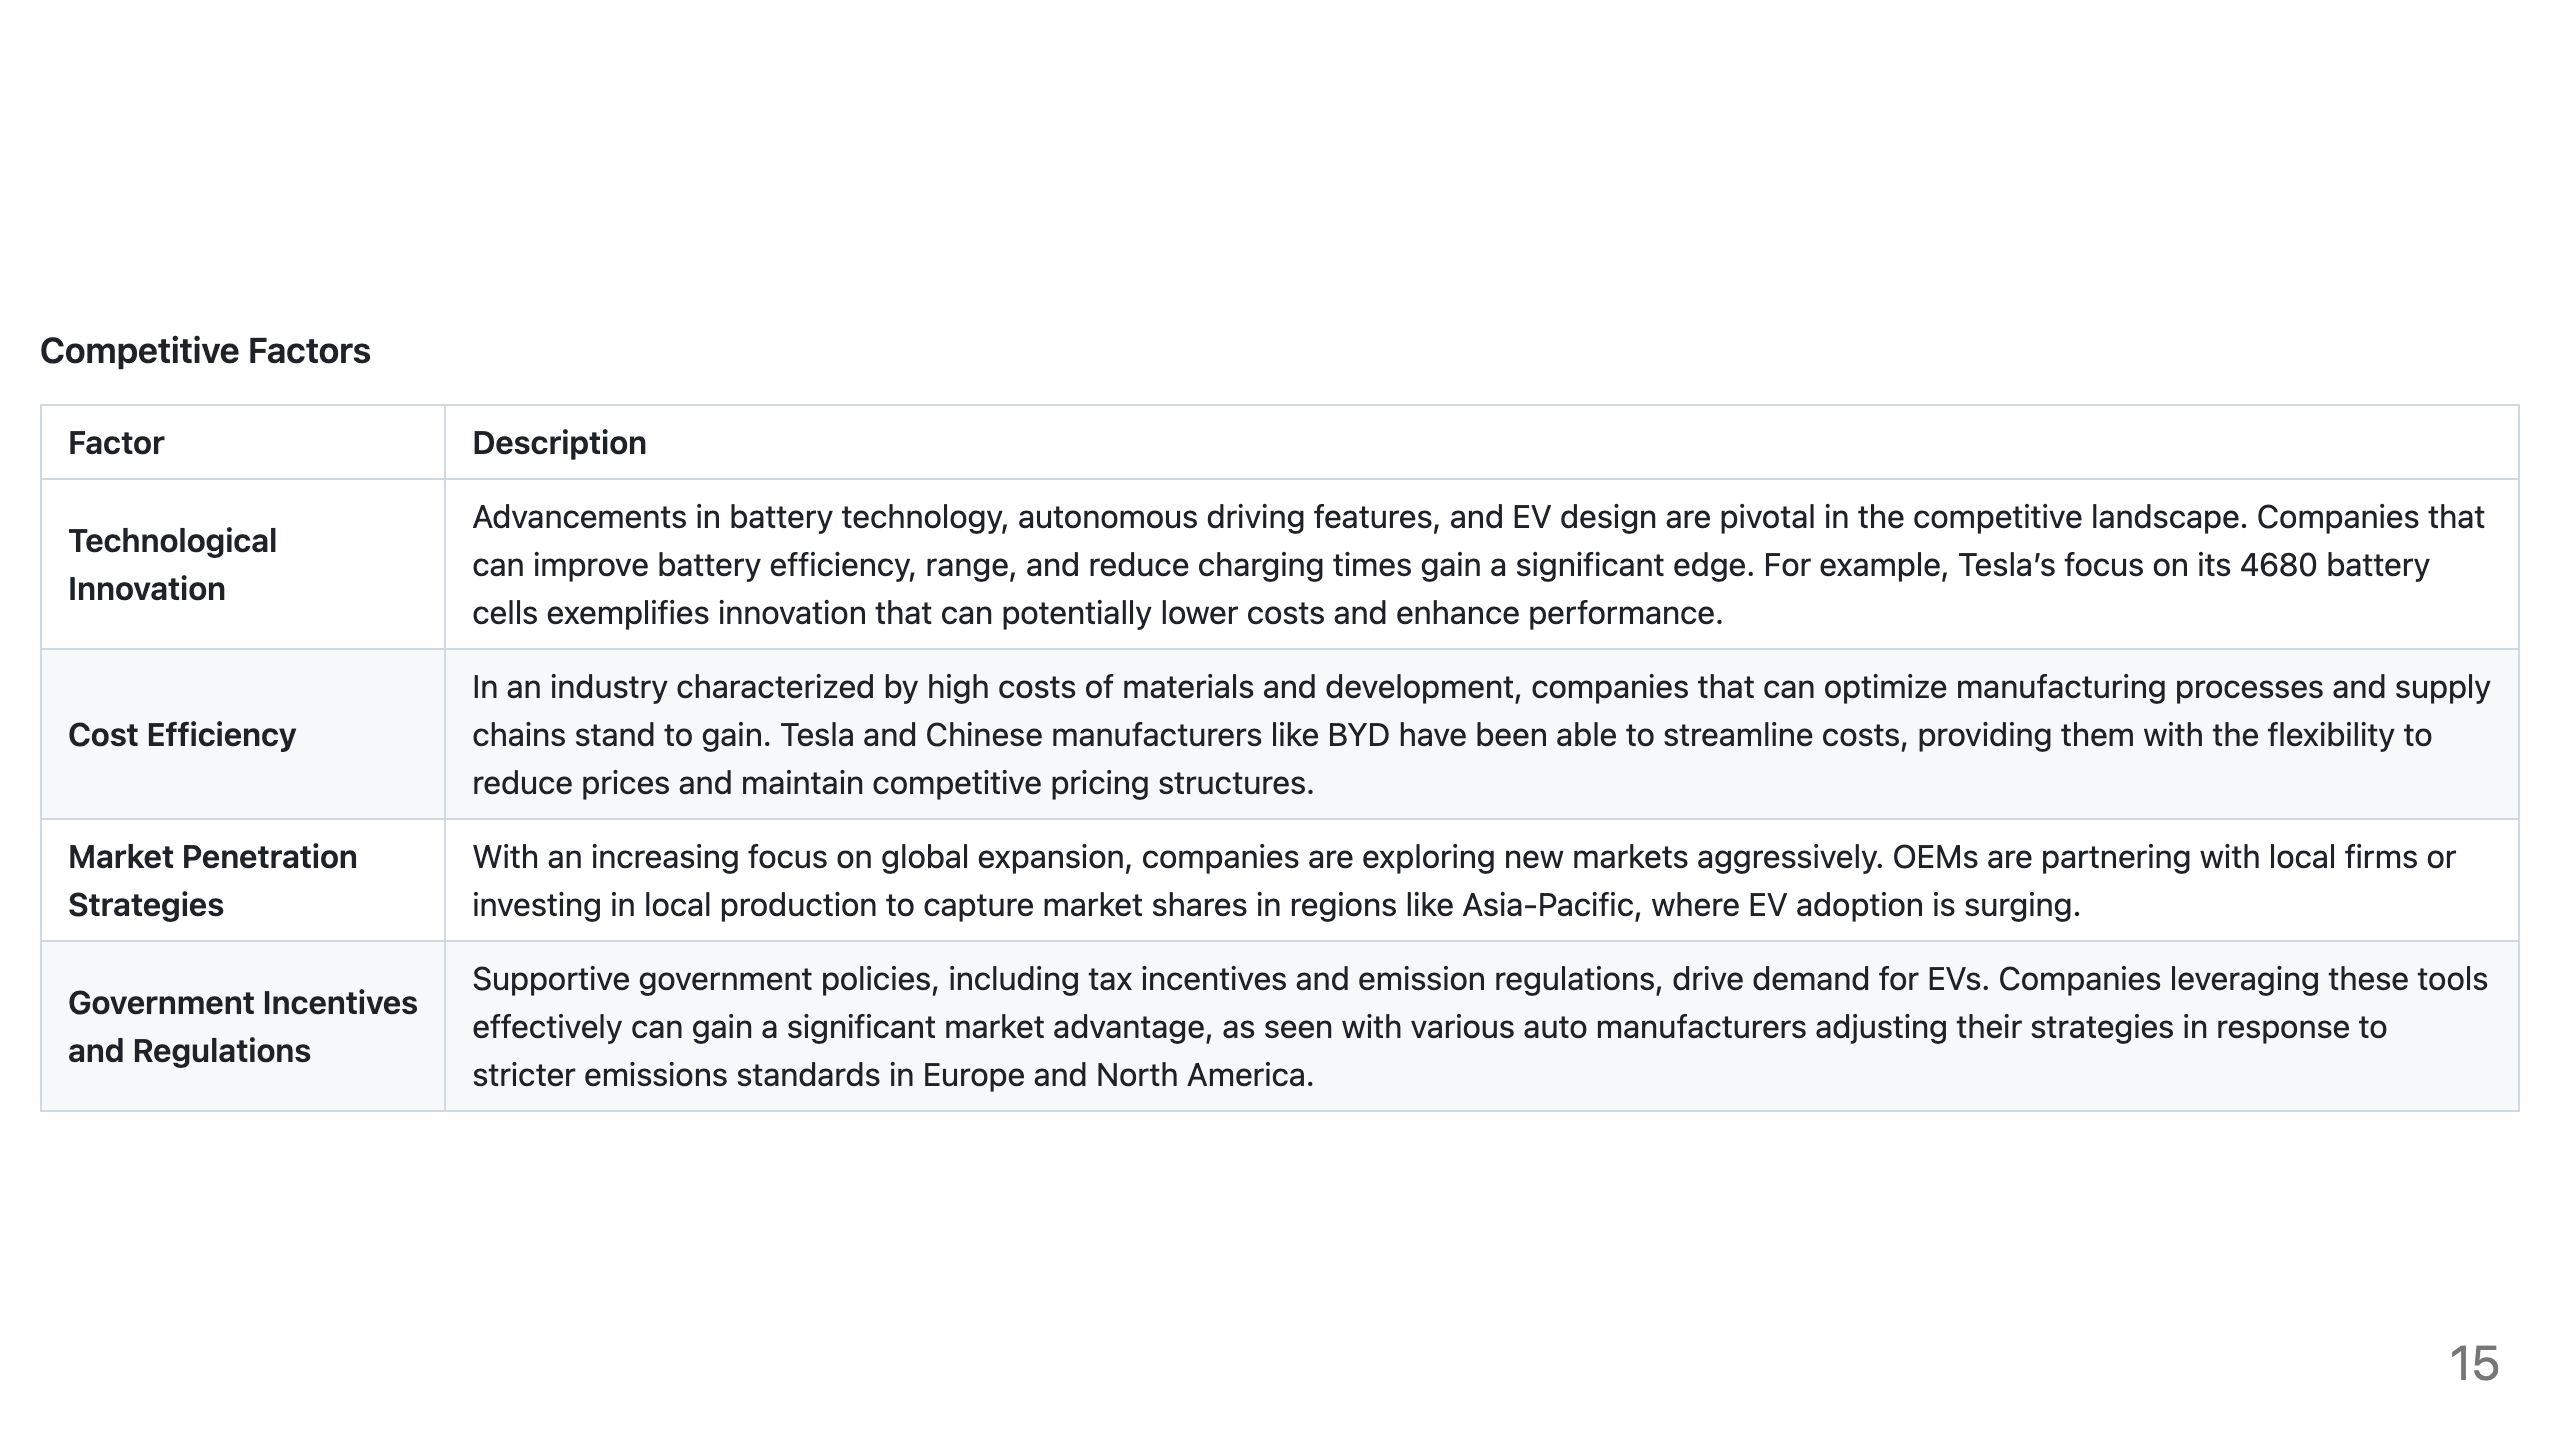 Competitive Factors
Factor
Description
Technological
Innovation
Advancements in battery technology, autonomous driving features, and EV design are pivotal in the competitive landscape. Companies that
can improve battery efficiency, range, and reduce charging times gain a significant edge. For example, Tesla’s focus on its 4680 battery
cells exemplifies innovation that can potentially lower costs and enhance performance.
Cost Efficiency
In an industry characterized by high costs of materials and development, companies that can optimize manufacturing processes and supply
chains stand to gain. Tesla and Chinese manufacturers like BYD have been able to streamline costs, providing them with the flexibility to
reduce prices and maintain competitive pricing structures.
Market Penetration
Strategies
With an increasing focus on global expansion, companies are exploring new markets aggressively. OEMs are partnering with local firms or
investing in local production to capture market shares in regions like Asia-Pacific, where EV adoption is surging.
Government Incentives
and Regulations
Supportive government policies, including tax incentives and emission regulations, drive demand for EVs. Companies leveraging these tools
effectively can gain a significant market advantage, as seen with various auto manufacturers adjusting their strategies in response to
stricter emissions standards in Europe and North America.
15